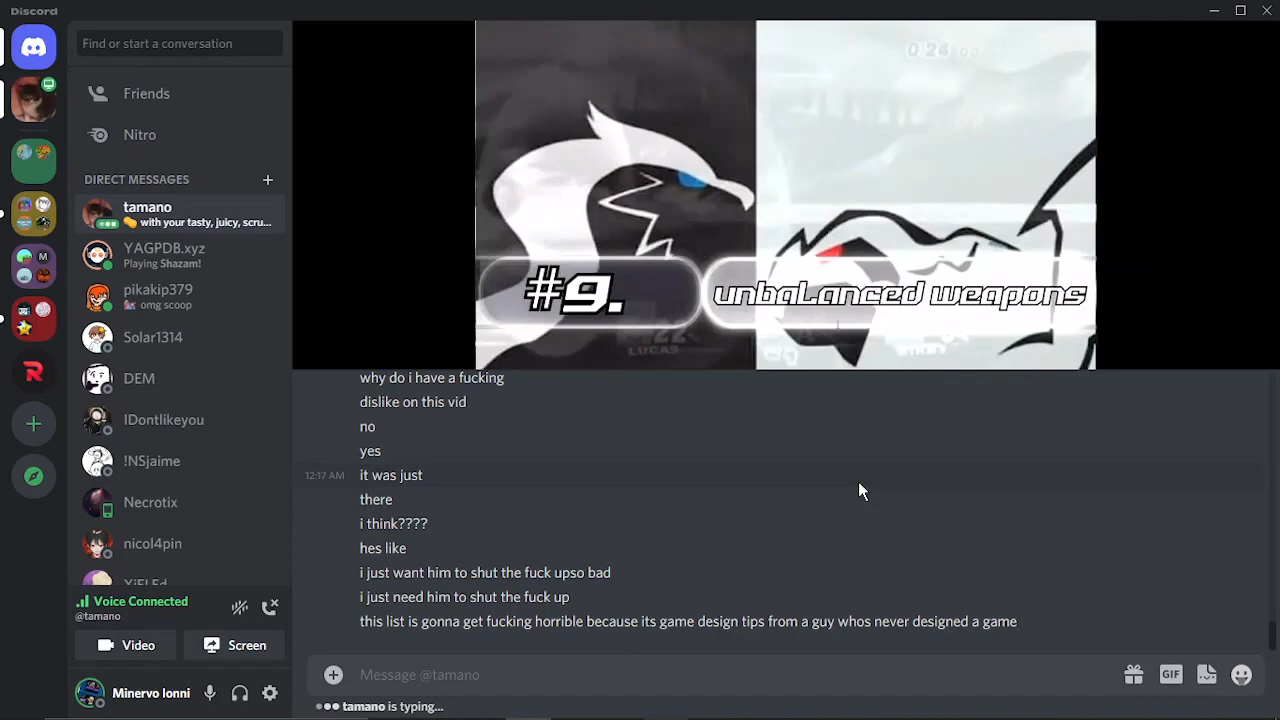 Discord
Find or start a conversation
Friends
Nitro
DIRECT MESSAGES
tamano
with your tasty, juicy, scru...
YAGPDB.xyz
Playing Shazam!
pikakip379
omg scoop
Solar1314
DEM
IDontlikeyou
!NSjaime
Necrotix
nicol4pin
Voice Connected
@tamano
Video
Screen
Minervo Ionni
0:24
#9.
unbalanced weapons
LUCAS
why do i have a fucking
dislike on this vid
no
yes
12:17 AM
it was just
there
i think????
hes like
i just want him to shut the fuck upso bad
i just need him to shut the fuck up
this list is gonna get fucking horrible because its game design tips from a guy whos never designed a game
Message @tamano
GIF
tamano is typing...